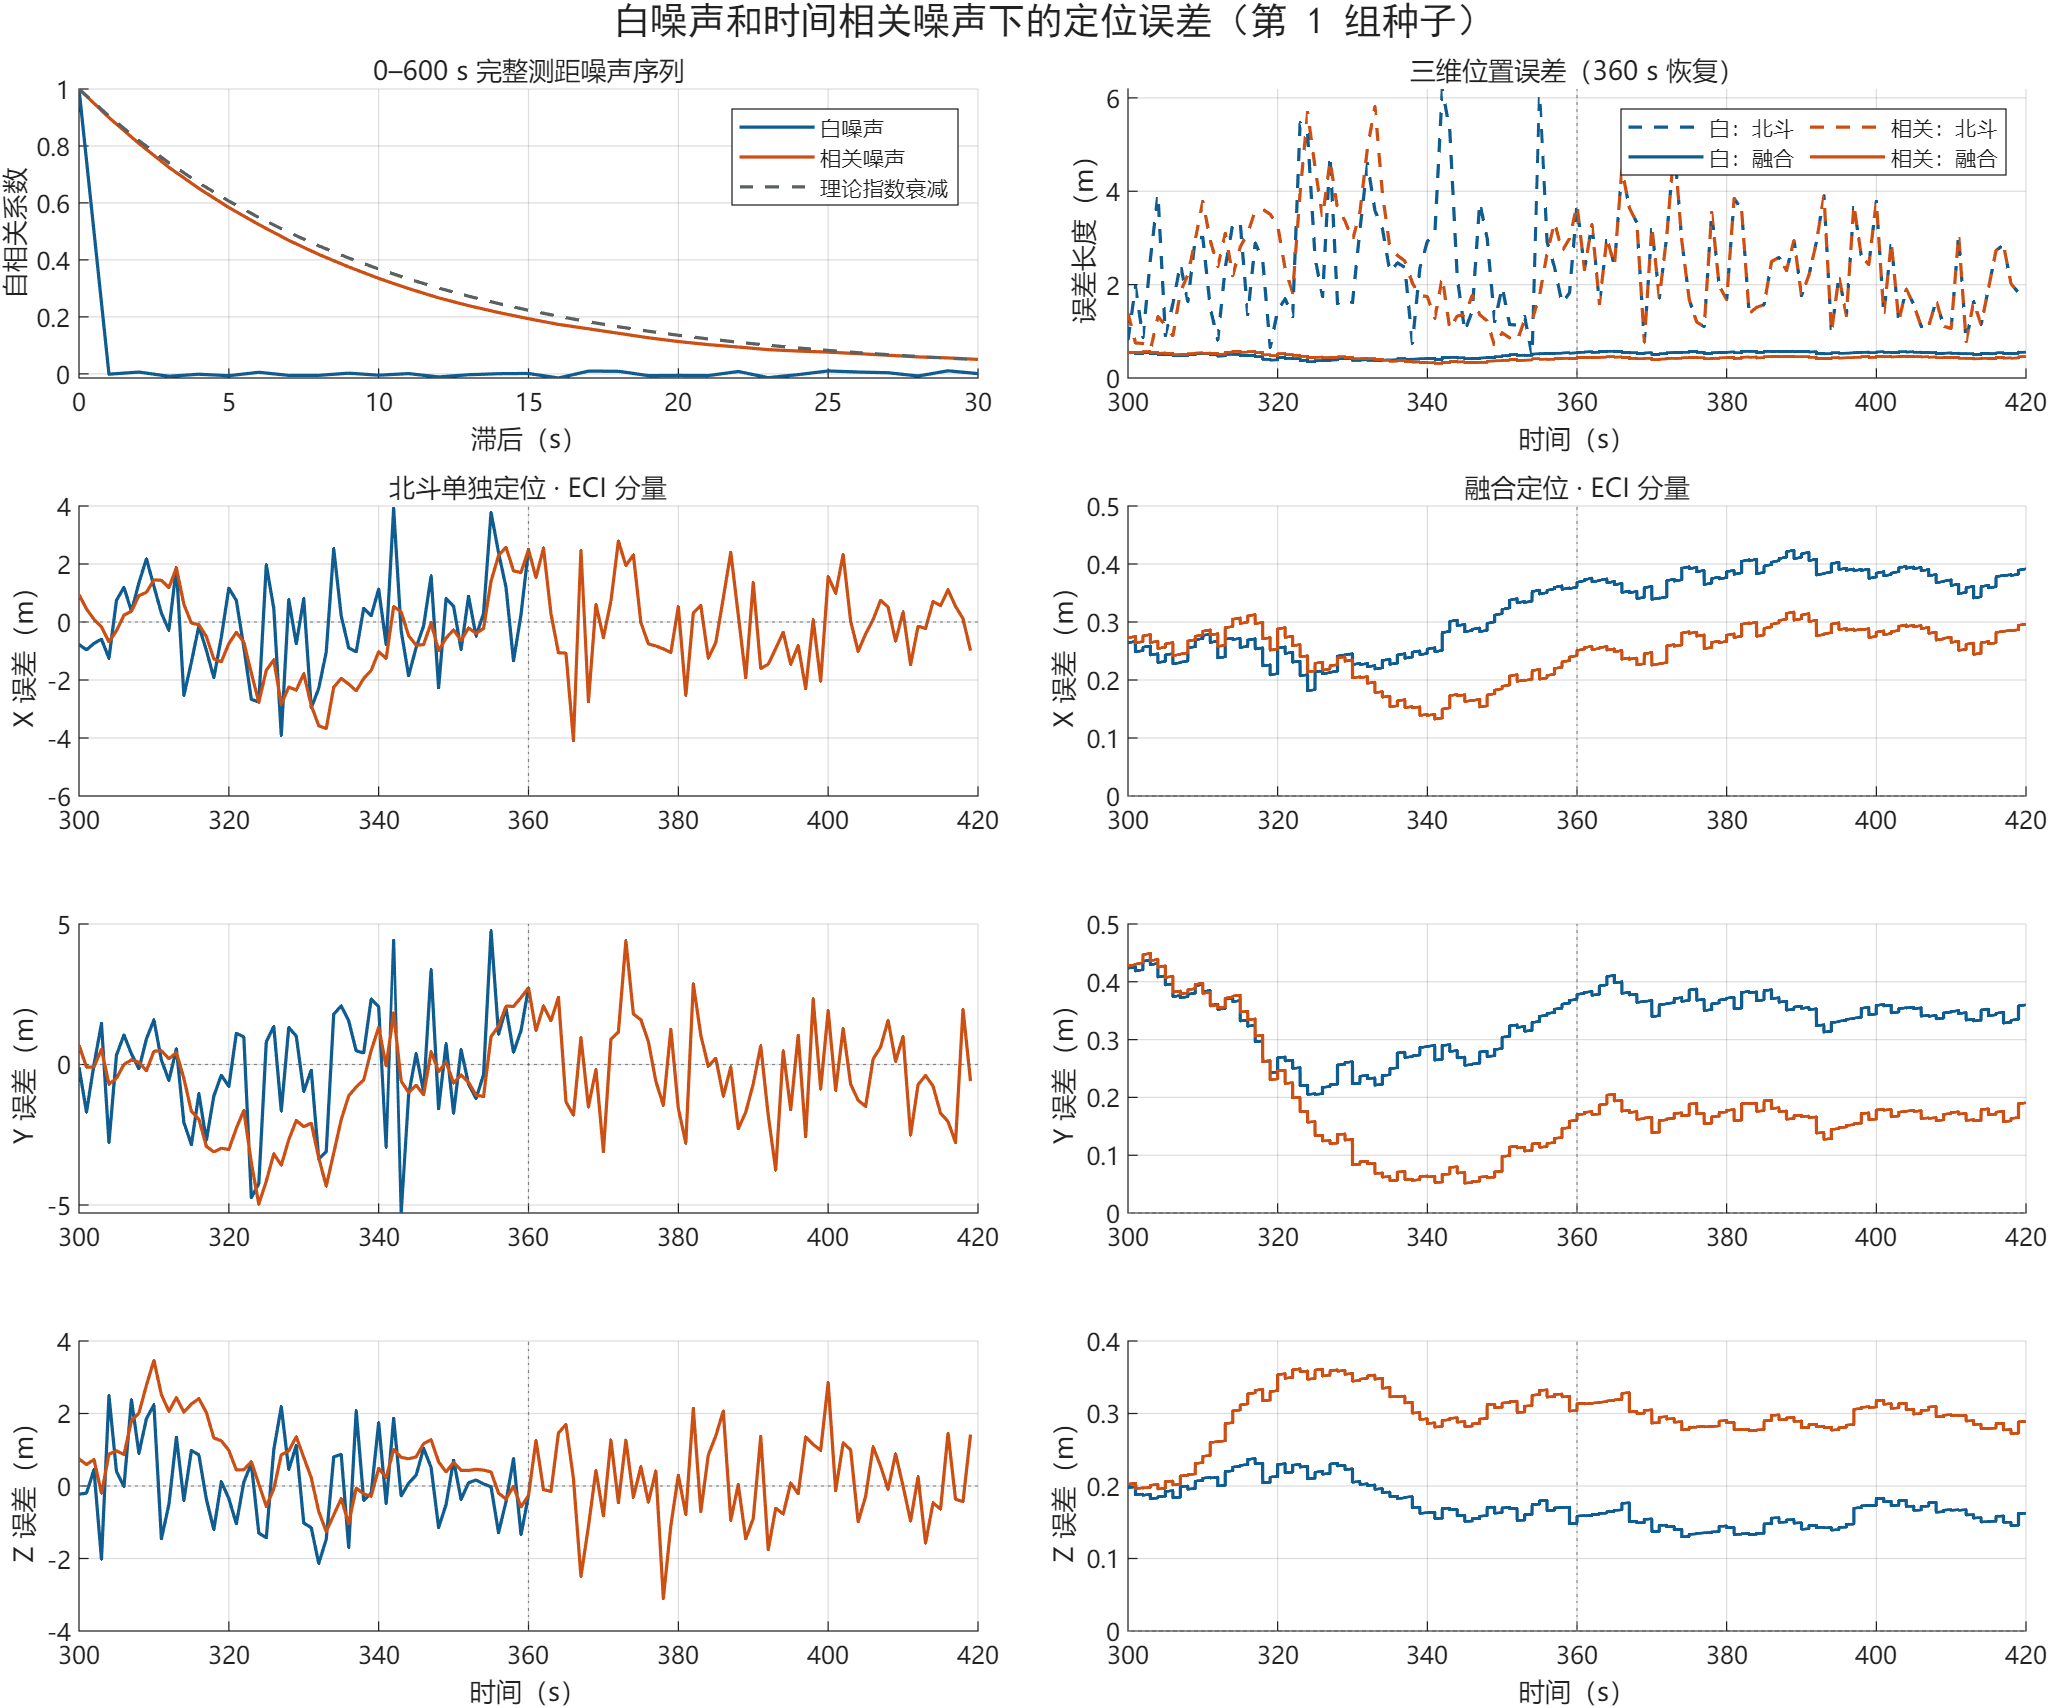 白噪声和时间相关噪声下的定位误差（第 1 组种子）
0–600 s 完整测距噪声序列
自相关系数
1
0.8
0.6
0.4
0.2
0
白噪声
相关噪声
理论指数衰减
0 5 10 15 20 25 30
滞后（s）
三维位置误差（360 s 恢复）
误差长度（m）
6
4
2
0
白：北斗 相关：北斗
白：融合 相关：融合
300 320 340 360 380 400 420
时间（s）
北斗单独定位 · ECI 分量
X 误差（m）
4
2
0
-2
-4
-6
300 320 340 360 380 400 420
融合定位 · ECI 分量
X 误差（m）
0.5
0.4
0.3
0.2
0.1
0
300 320 340 360 380 400 420
Y 误差（m）
5
0
-5
300 320 340 360 380 400 420
Y 误差（m）
0.5
0.4
0.3
0.2
0.1
0
300 320 340 360 380 400 420
Z 误差（m）
4
2
0
-2
-4
300 320 340 360 380 400 420
时间（s）
Z 误差（m）
0.4
0.3
0.2
0.1
0
300 320 340 360 380 400 420
时间（s）